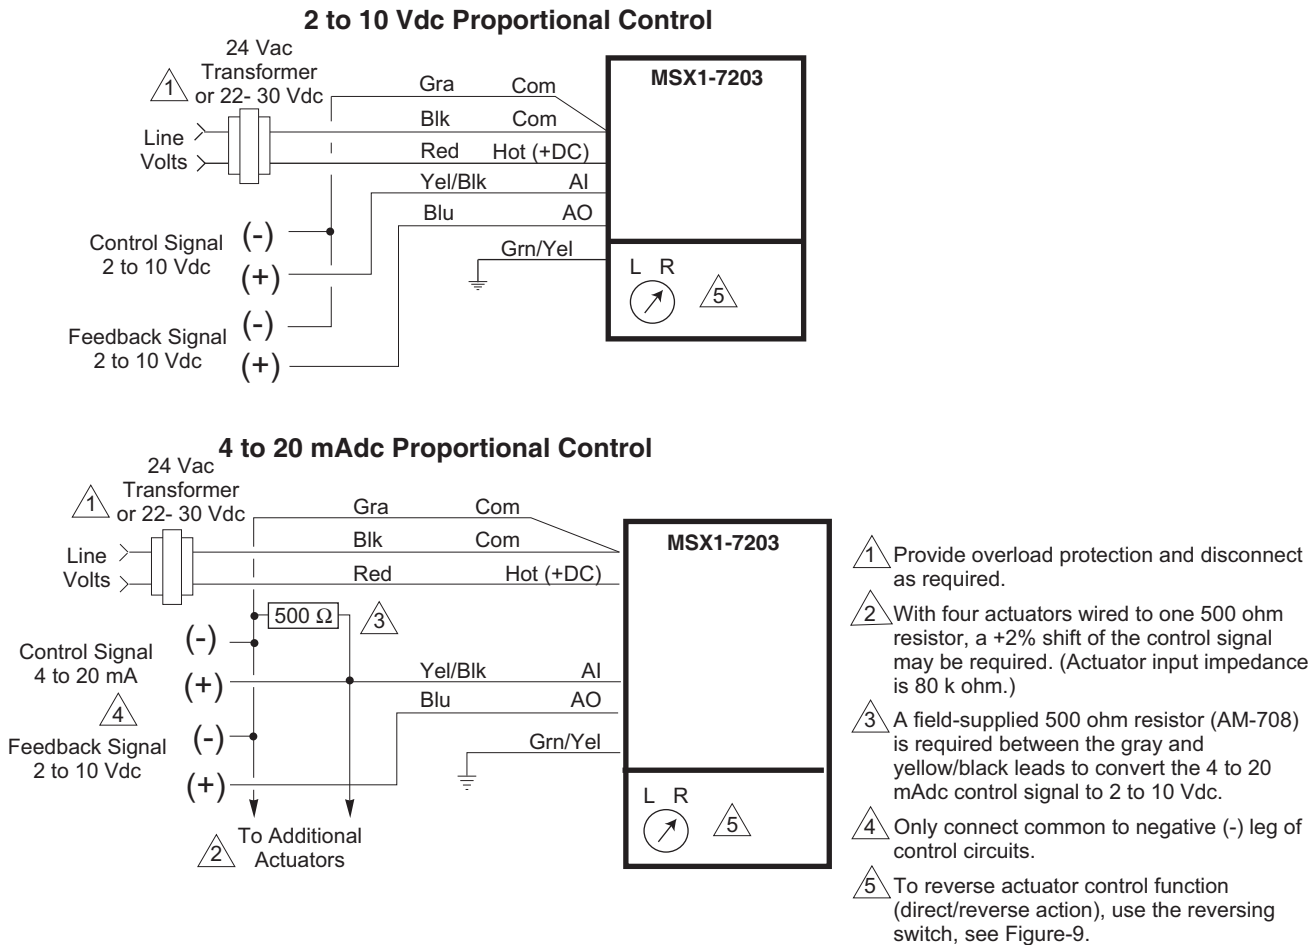 2 to 10 Vdc Proportional Control
24 Vac
Transformer
or 22- 30 Vdc
1
Line
Volts
Gra Com
Blk Com
Red Hot (+DC)
Yel/Blk AI
Blu AO
Grn/Yel
MSX1-7203
L R
5
Control Signal
2 to 10 Vdc
(-)
(+)
Feedback Signal
2 to 10 Vdc
(-)
(+)
4 to 20 mAdc Proportional Control
24 Vac
Transformer
or 22- 30 Vdc
1
Line
Volts
Gra Com
Blk Com
Red Hot (+DC)
500 Ω
3
Yel/Blk AI
Blu AO
Grn/Yel
MSX1-7203
L R
5
Control Signal
4 to 20 mA
(-)
(+)
4
Feedback Signal
2 to 10 Vdc
(-)
(+)
2
To Additional
Actuators
1 Provide overload protection and disconnect
as required.
2 With four actuators wired to one 500 ohm
resistor, a +2% shift of the control signal
may be required. (Actuator input impedance
is 80 k ohm.)
3 A field-supplied 500 ohm resistor (AM-708)
is required between the gray and
yellow/black leads to convert the 4 to 20
mAdc control signal to 2 to 10 Vdc.
4 Only connect common to negative (-) leg of
control circuits.
5 To reverse actuator control function
(direct/reverse action), use the reversing
switch, see Figure-9.